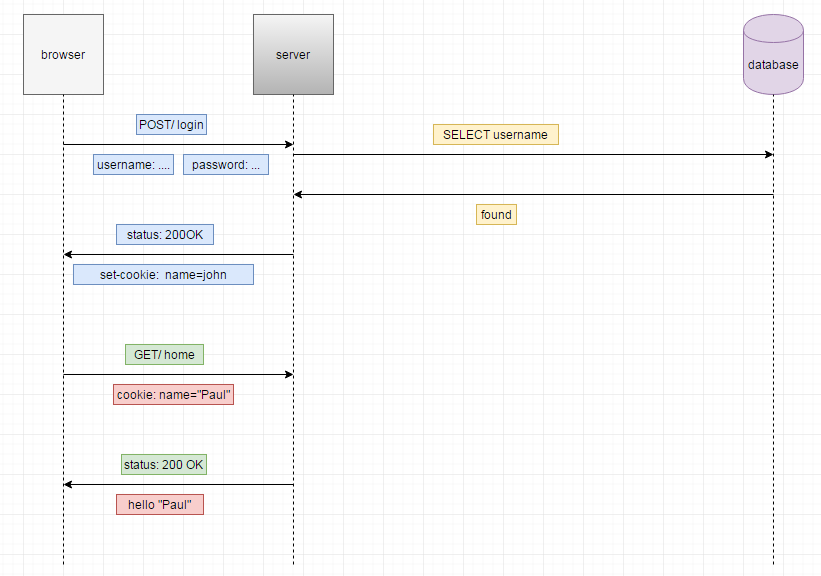 browser
server
database
POST/ login
SELECT username
username: ....
password: ...
found
status: 200OK
set-cookie: name=john
GET/ home
cookie: name="Paul"
status: 200 OK
hello "Paul"